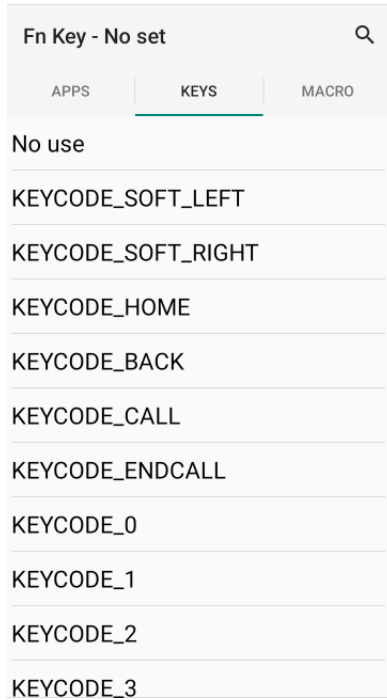 Fn Key - No set
APPS KEYS MACRO
No use
KEYCODE_SOFT_LEFT
KEYCODE_SOFT_RIGHT
KEYCODE_HOME
KEYCODE_BACK
KEYCODE_CALL
KEYCODE_ENDCALL
KEYCODE_0
KEYCODE_1
KEYCODE_2
KEYCODE_3